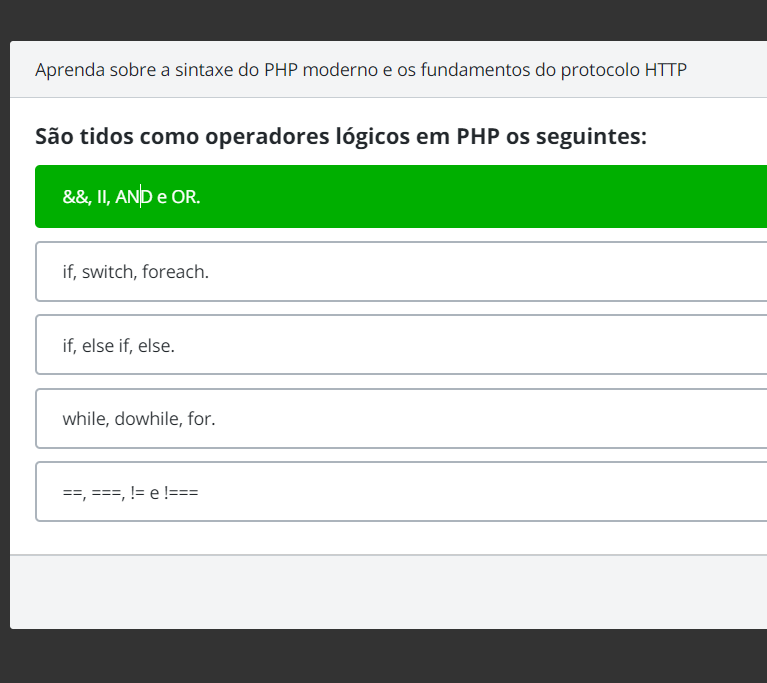 Aprenda sobre a sintaxe do PHP moderno e os fundamentos do protocolo HTTP
São tidos como operadores lógicos em PHP os seguintes:
&&, II, AND e OR.
if, switch, foreach.
if, else if, else.
while, dowhile, for.
==, ===, != e !===